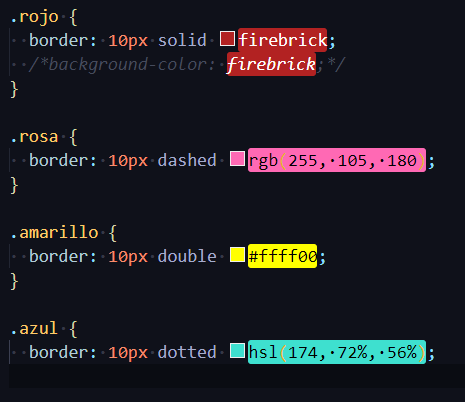 .rojo {
  border: 10px solid firebrick;
  /*background-color: firebrick;*/
}

.rosa {
  border: 10px dashed rgb(255, 105, 180);
}

.amarillo {
  border: 10px double #ffff00;
}

.azul {
  border: 10px dotted hsl(174, 72%, 56%);